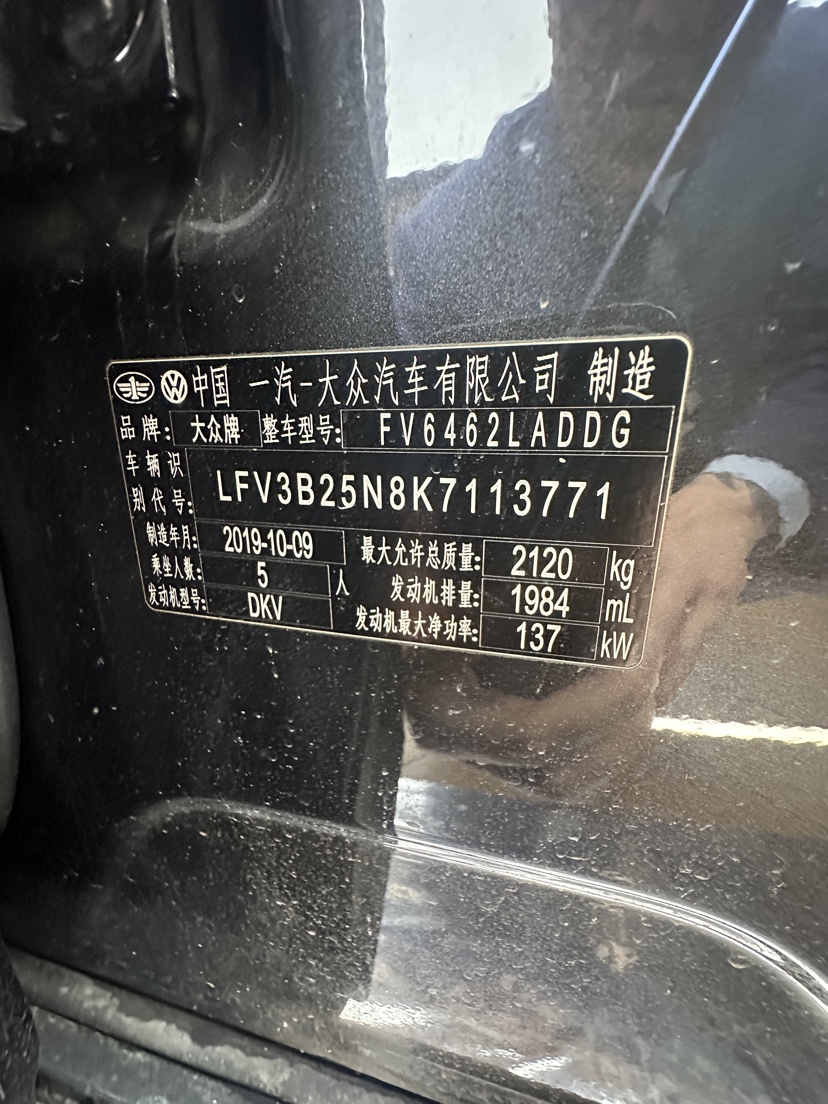 中国 一汽-大众汽车有限公司 制造
品牌: 大众牌 整车型号: FV6462LADDG
车辆识别代号: LFV3B25N8K7113771
制造年月: 2019-10-09 最大允许总质量: 2120 kg
乘坐人数: 5 人 发动机排量: 1984 mL
发动机型号: DKV 发动机最大净功率: 137 kW